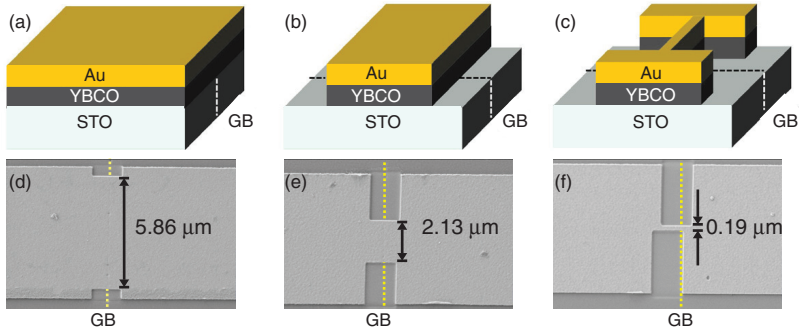 (a)
Au
YBCO
STO
GB
(b)
Au
YBCO
STO
GB
(c)
Au
YBCO
STO
GB
(d)
5.86 μm
GB
(e)
2.13 μm
GB
(f)
0.19 μm
GB